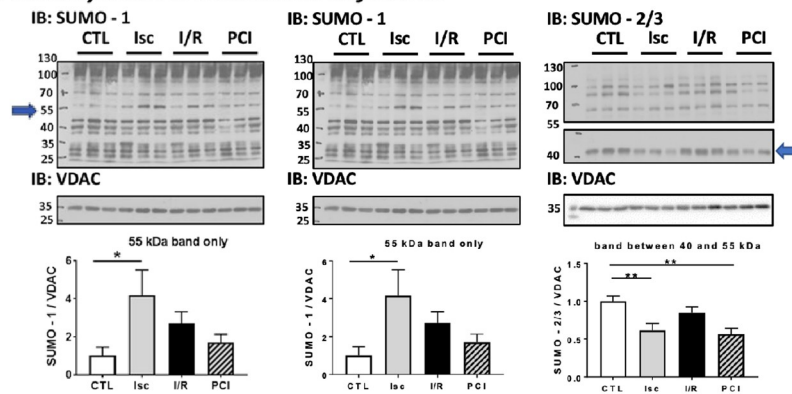 IB: SUMO - 1
CTL Isc I/R PCI
130
100
70
55
40
35
25
IB: VDAC
35
25
55 kDa band only
*
SUMO - 1 / VDAC
6
4
2
0
CTL Isc I/R PCI
IB: SUMO - 1
CTL Isc I/R PCI
130
100
70
55
40
35
25
IB: VDAC
35
25
55 kDa band only
*
SUMO - 1 / VDAC
6
4
2
0
CTL Isc I/R PCI
IB: SUMO - 2/3
CTL Isc I/R PCI
130
100
70
55
40
IB: VDAC
35
band between 40 and 55 kDa
**
**
SUMO - 2/3 / VDAC
1.5
1.0
0.5
0.0
CTL Isc I/R PCI